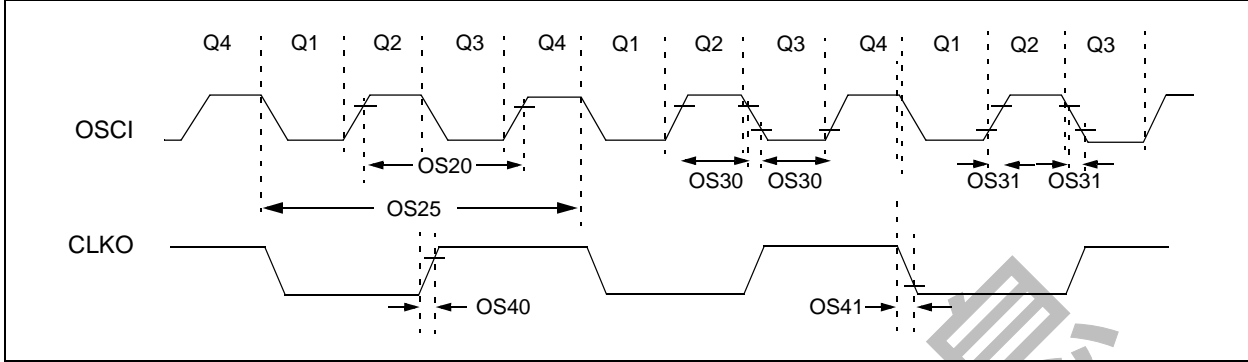 Q4 Q1 Q2 Q3 Q4 Q1 Q2 Q3 Q4 Q1 Q2 Q3
OSCI
OS20
OS30 OS30 OS31 OS31
OS25
CLKO
OS40 OS41